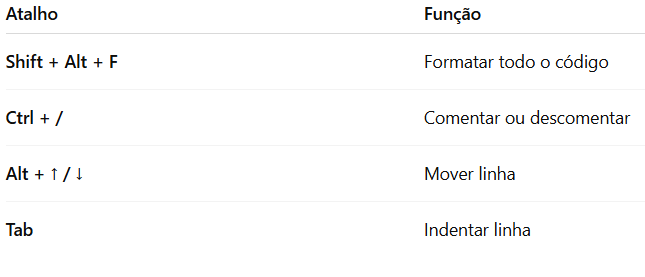 Atalho Função
Shift + Alt + F Formatar todo o código
Ctrl + / Comentar ou descomentar
Alt + ↑ / ↓ Mover linha
Tab Indentar linha